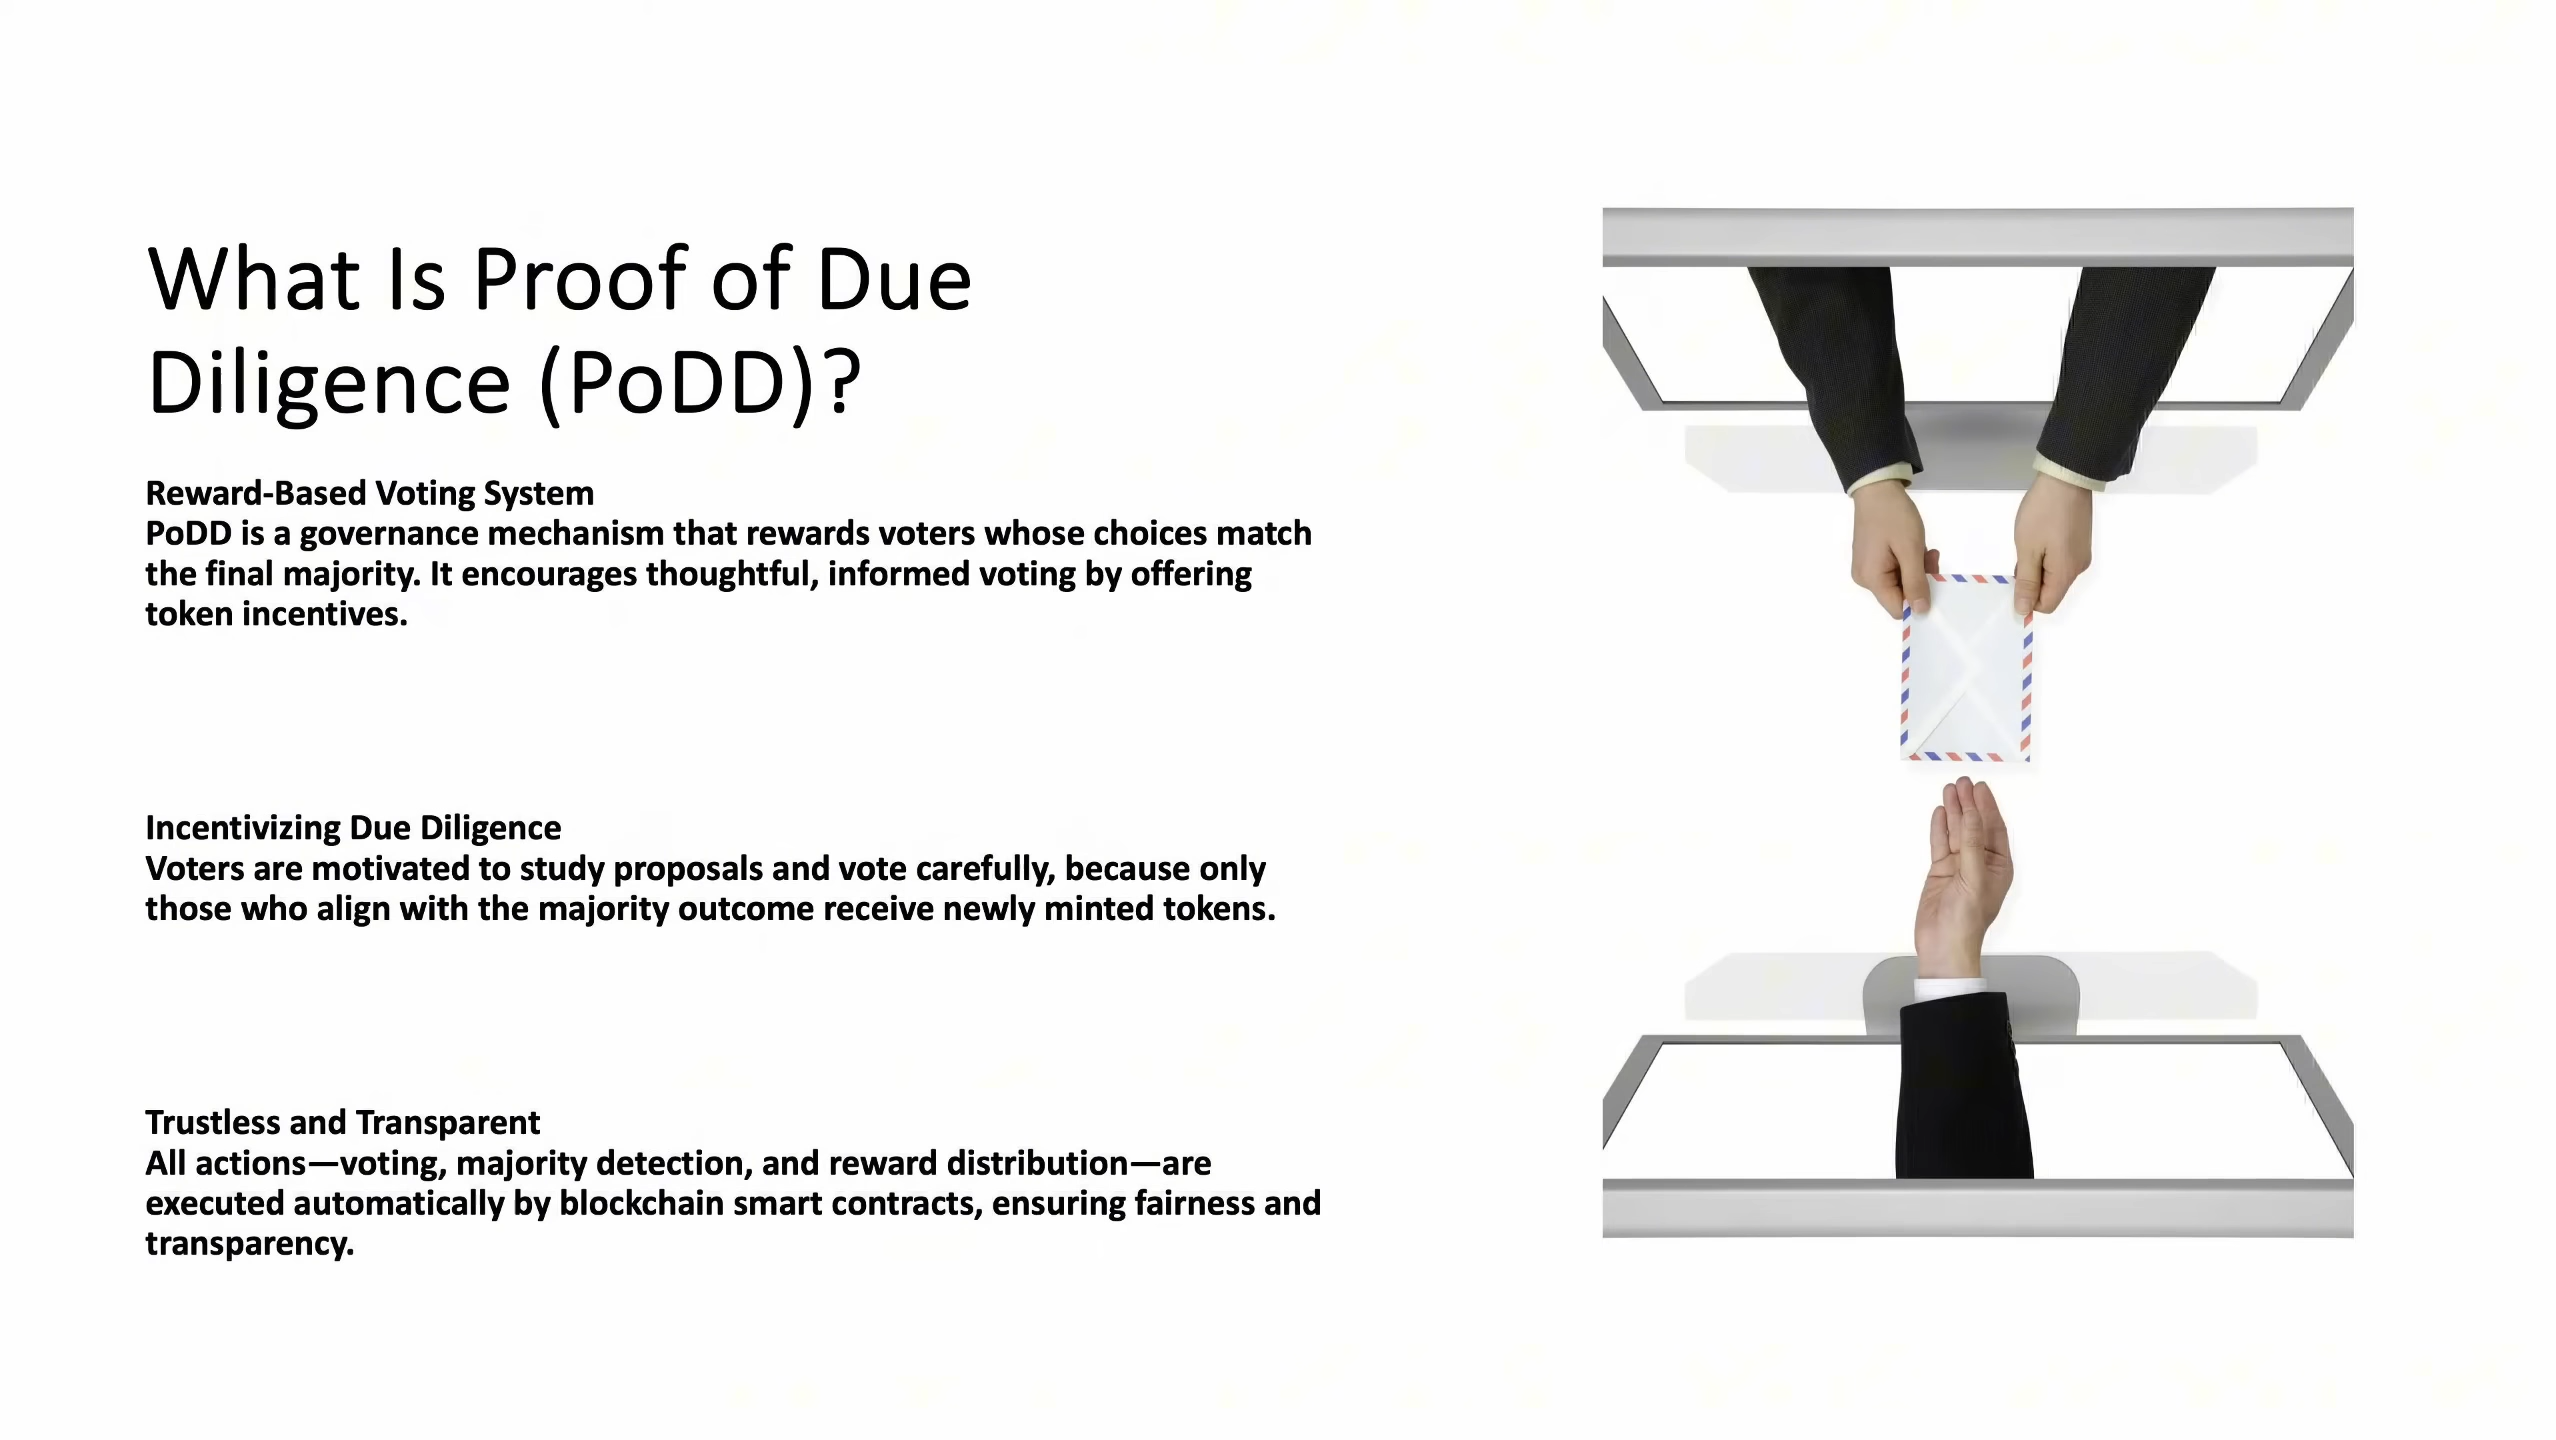 What Is Proof of Due
Diligence (PoDD)?
Reward-Based Voting System
PoDD is a governance mechanism that rewards voters whose choices match
the final majority. It encourages thoughtful, informed voting by offering
token incentives.
Incentivizing Due Diligence
Voters are motivated to study proposals and vote carefully, because only
those who align with the majority outcome receive newly minted tokens.
Trustless and Transparent
All actions—voting, majority detection, and reward distribution—are
executed automatically by blockchain smart contracts, ensuring fairness and
transparency.